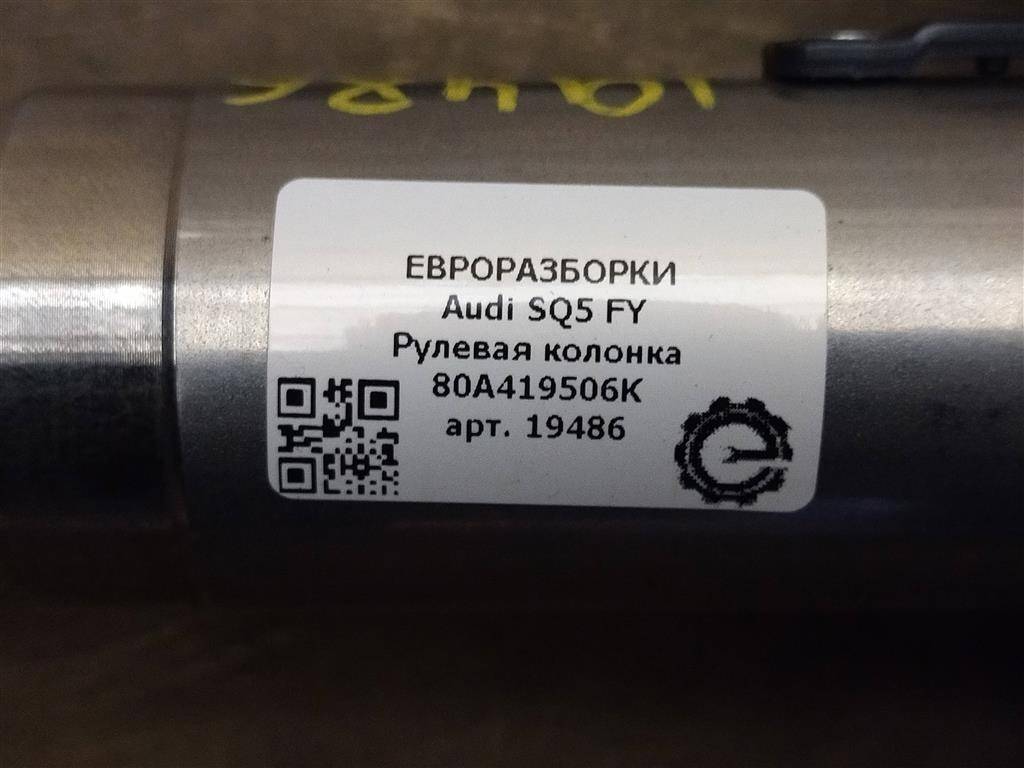 ЕВРОРАЗБОРКИ
Audi SQ5 FY
Рулевая колонка
80A419506K
арт. 19486